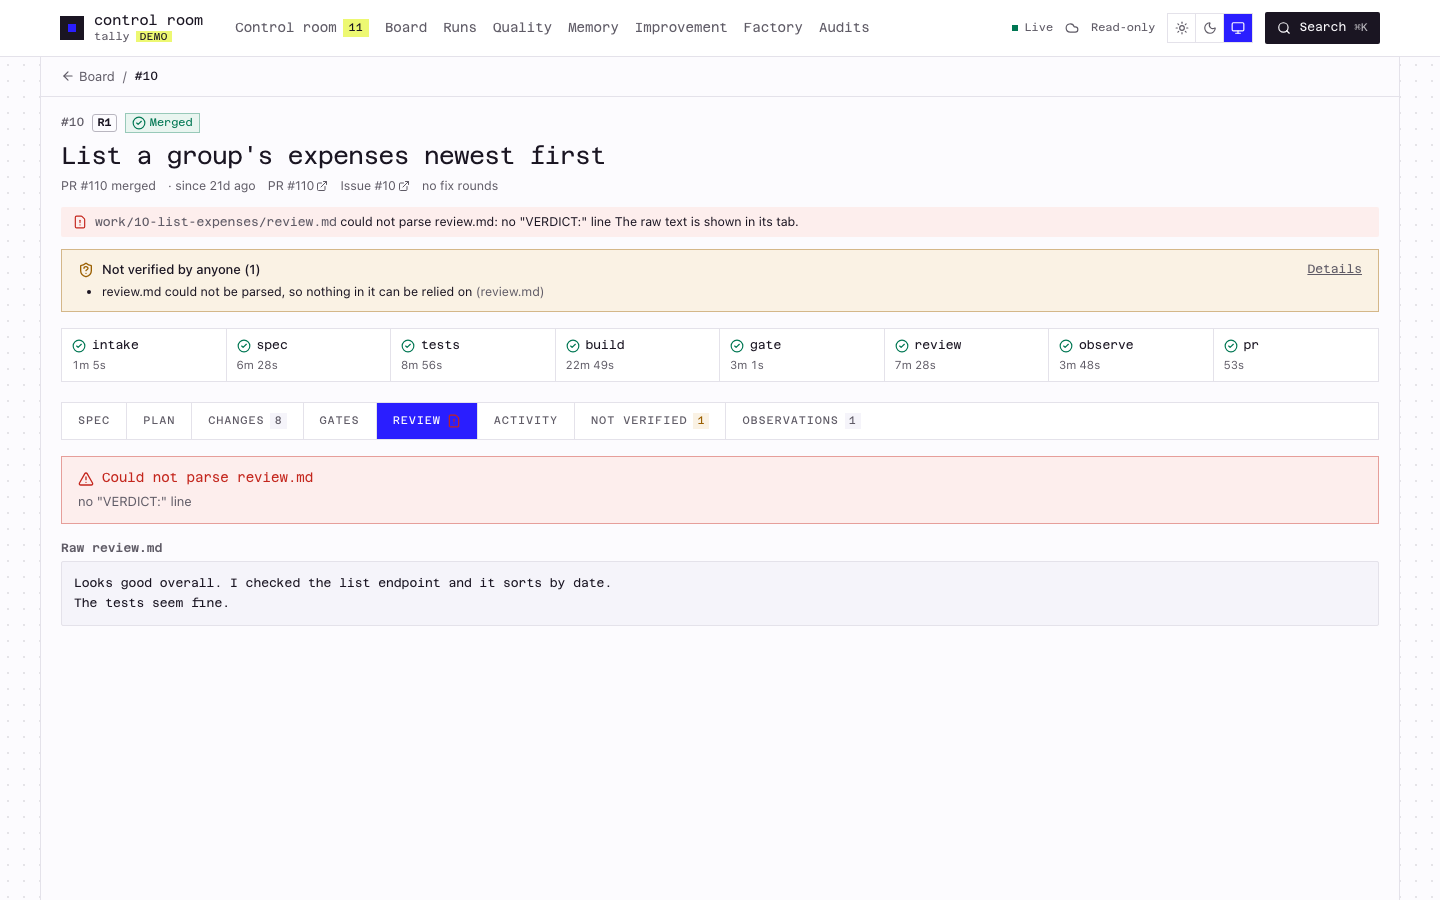 control room
tally DEMO
Control room 11 Board Runs Quality Memory Improvement Factory Audits
Live Read-only
Search ⌘K
Board / #10
#10 R1 Merged
List a group's expenses newest first
PR #110 merged · since 21d ago PR #110 Issue #10 no fix rounds
work/10-list-expenses/review.md could not parse review.md: no "VERDICT:" line The raw text is shown in its tab.
Not verified by anyone (1) Details
• review.md could not be parsed, so nothing in it can be relied on (review.md)
intake spec tests build gate review observe pr
1m 5s 6m 28s 8m 56s 22m 49s 3m 1s 7m 28s 3m 48s 53s
SPEC PLAN CHANGES 8 GATES REVIEW ACTIVITY NOT VERIFIED 1 OBSERVATIONS 1
Could not parse review.md
no "VERDICT:" line
Raw review.md
Looks good overall. I checked the list endpoint and it sorts by date.
The tests seem fine.